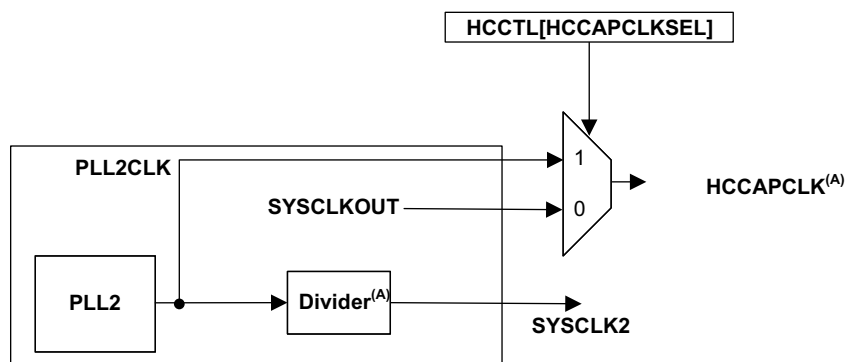 HCCTL[HCCAPCLKSEL]
PLL2CLK
1
HCCAPCLK(A)
SYSCLKOUT
0
PLL2
Divider(A)
SYSCLK2